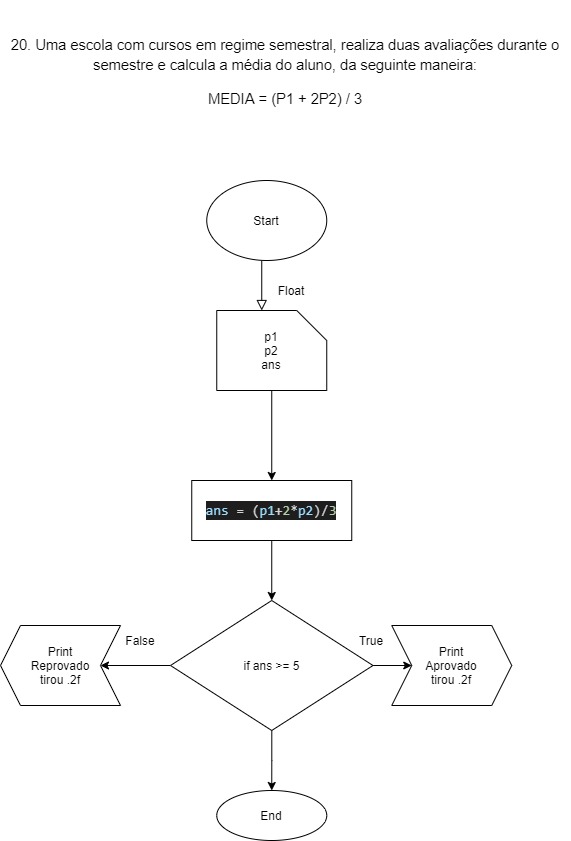 20. Uma escola com cursos em regime semestral, realiza duas avaliações durante o
semestre e calcula a média do aluno, da seguinte maneira:
MEDIA = (P1 + 2P2) / 3
Start
Float
p1
p2
ans
ans = (p1+2*p2)/3
False
True
Print
Reprovado
tirou .2f
if ans >= 5
Print
Aprovado
tirou .2f
End